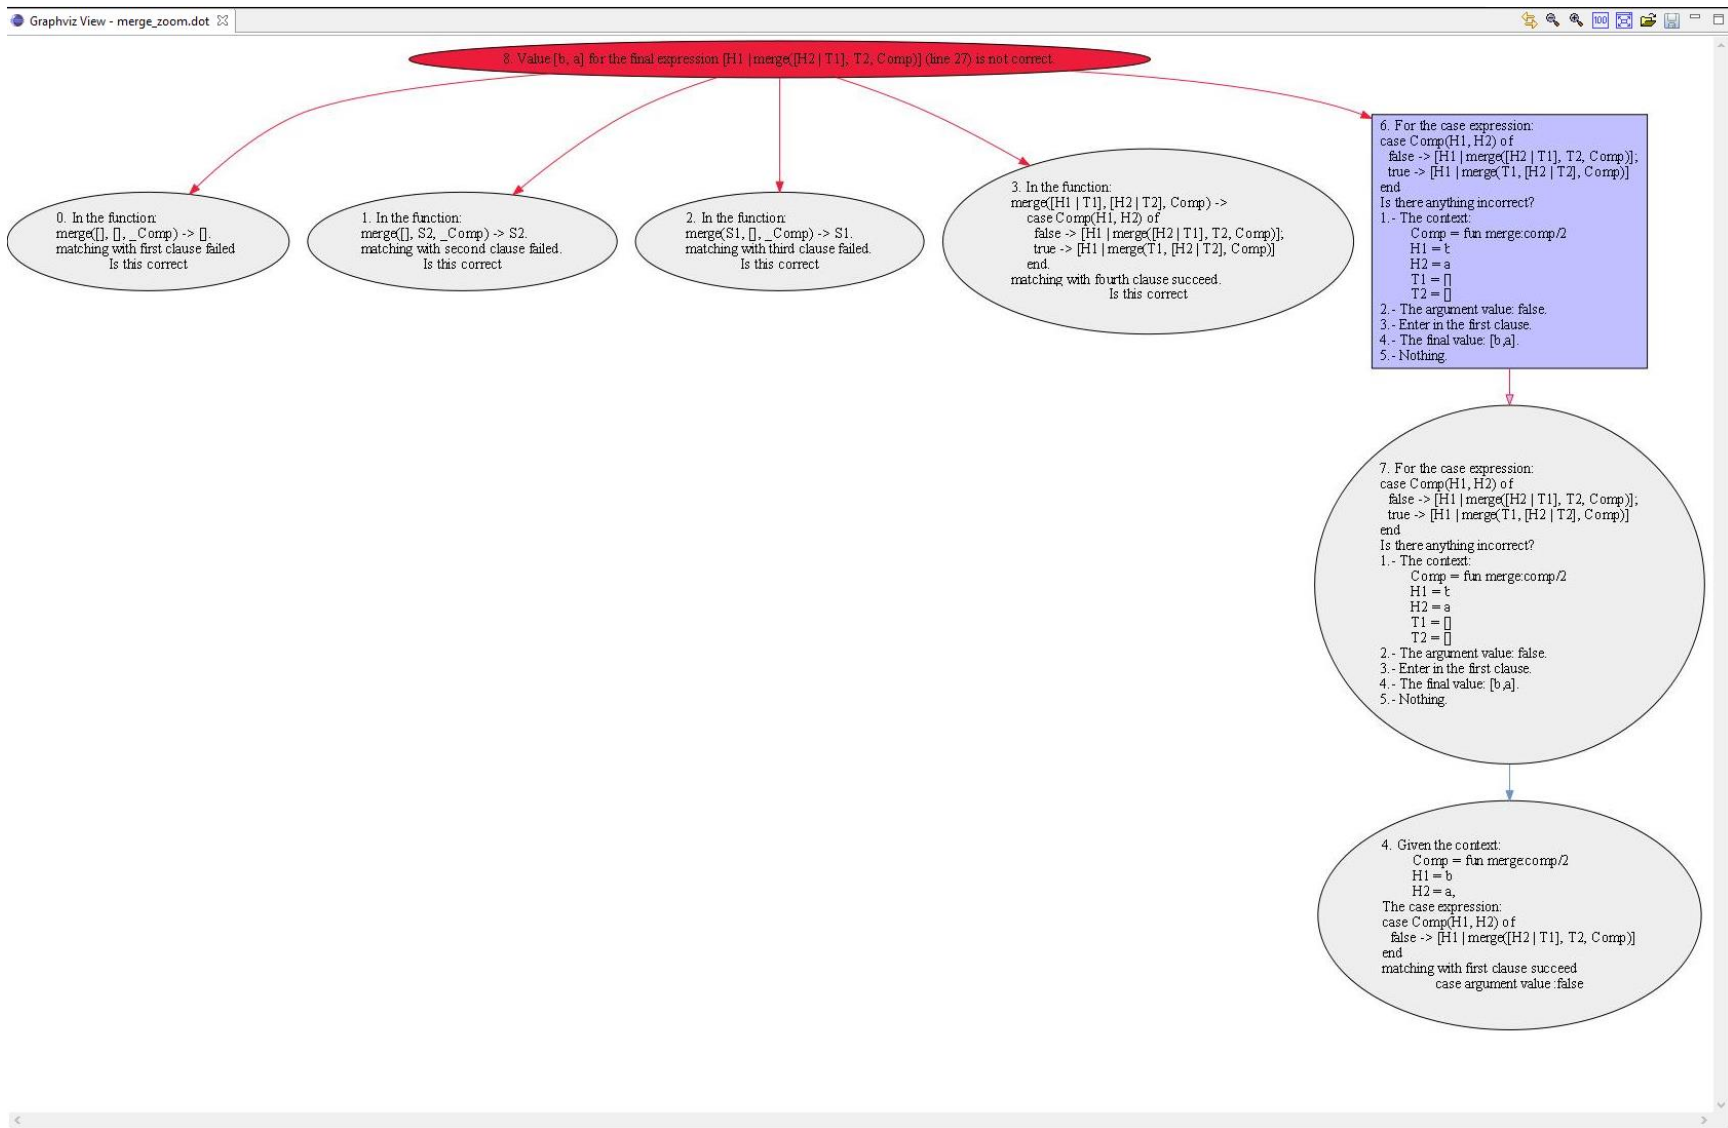 Graphviz View - merge_zoom.dot
100
8. Value [b, a] for the final expression [H1 | merge([H2 | T1], T2, Comp)] (line 27) is not correct.
0. In the function:
merge([], [], _Comp) -> [].
matching with first clause failed
Is this correct
1. In the function:
merge([], S2, _Comp) -> S2.
matching with second clause failed.
Is this correct
2. In the function:
merge(S1, [], _Comp) -> S1.
matching with third clause failed.
Is this correct
3. In the function:
merge([H1 | T1], [H2 | T2], Comp) ->
case Comp(H1, H2) of
false -> [H1 | merge([H2 | T1], T2, Comp)];
true -> [H1 | merge(T1, [H2 | T2], Comp)]
end.
matching with fourth clause succeed.
Is this correct
6. For the case expression:
case Comp(H1, H2) of
false -> [H1 | merge([H2 | T1], T2, Comp)];
true -> [H1 | merge(T1, [H2 | T2], Comp)]
end
Is there anything incorrect?
1.- The context:
Comp = fun merge:comp/2
H1 = b
H2 = a
T1 = []
T2 = []
2.- The argument value: false.
3.- Enter in the first clause.
4.- The final value: [b,a].
5.- Nothing.
7. For the case expression:
case Comp(H1, H2) of
false -> [H1 | merge([H2 | T1], T2, Comp)];
true -> [H1 | merge(T1, [H2 | T2], Comp)]
end
Is there anything incorrect?
1.- The context:
Comp = fun merge:comp/2
H1 = b
H2 = a
T1 = []
T2 = []
2.- The argument value: false.
3.- Enter in the first clause.
4.- The final value: [b,a].
5.- Nothing.
4. Given the context:
Comp = fun merge:comp/2
H1 = b
H2 = a,
The case expression:
case Comp(H1, H2) of
false -> [H1 | merge([H2 | T1], T2, Comp)]
end
matching with first clause succeed
case argument value :false